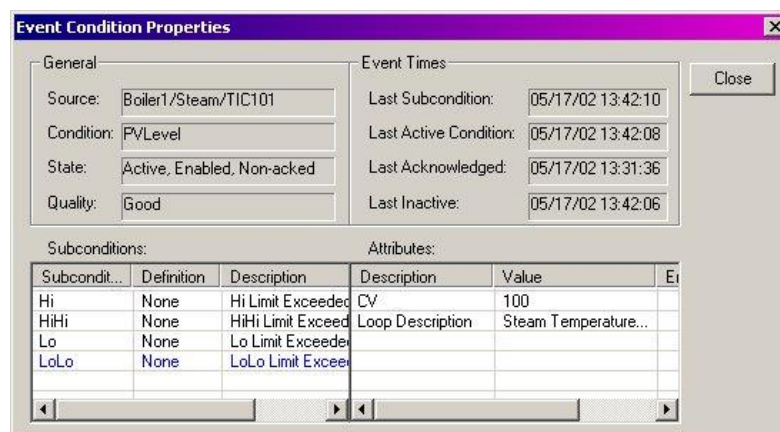 Event Condition Properties
General
Source: Boiler1/Steam/TIC101
Condition: PVLevel
State: Active, Enabled, Non-acked
Quality: Good
Event Times
Last Subcondition: 05/17/02 13:42:10
Last Active Condition: 05/17/02 13:42:08
Last Acknowledged: 05/17/02 13:31:36
Last Inactive: 05/17/02 13:42:06
Close
Subconditions:
Subcondit... Definition Description
Hi None Hi Limit Exceeded
HiHi None HiHi Limit Exceed
Lo None Lo Limit Exceede
LoLo None LoLo Limit Excee
Attributes:
Description Value
CV 100
Loop Description Steam Temperature...